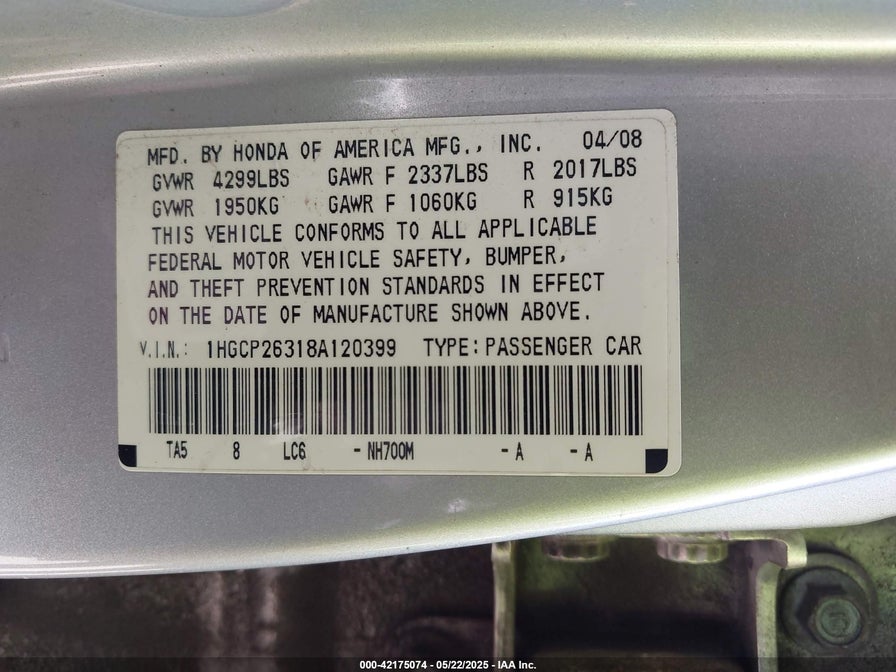 MFD. BY HONDA OF AMERICA MFG., INC. 04/08
GVWR 4299LBS GAWR F 2337LBS R 2017LBS
GVWR 1950KG GAWR F 1060KG R 915KG
THIS VEHICLE CONFORMS TO ALL APPLICABLE
FEDERAL MOTOR VEHICLE SAFETY, BUMPER,
AND THEFT PREVENTION STANDARDS IN EFFECT
ON THE DATE OF MANUFACTURE SHOWN ABOVE.
V.I.N.: 1HGCP26318A120399 TYPE: PASSENGER CAR
TA5 8 LC6 - NH700M - A - A
000-42175074 - 05/22/2025 - IAA Inc.